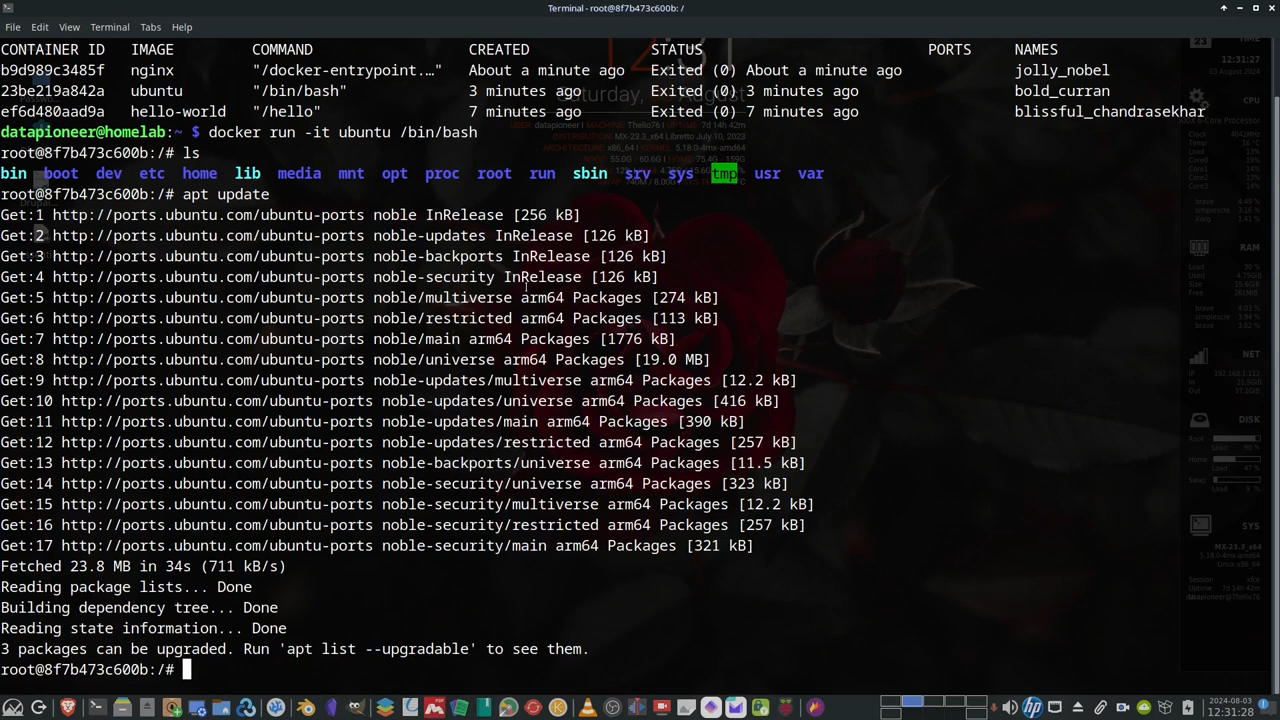 Terminal - root@8f7b473c600b: /
File Edit View Terminal Tabs Help
CONTAINER ID IMAGE COMMAND CREATED STATUS PORTS NAMES
b9d989c3485f nginx "/docker-entrypoint.…" About a minute ago Exited (0) About a minute ago jolly_nobel
23be219a842a ubuntu "/bin/bash" 3 minutes ago Exited (0) 3 minutes ago bold_curran
ef6d4e80ad9a hello-world "/hello" 7 minutes ago Exited (0) 7 minutes ago blissful_chandrasekhar
datapioneer@homelab:~ $ docker run -it ubuntu /bin/bash
root@8f7b473c600b:/# ls
bin boot dev etc home lib media mnt opt proc root run sbin srv sys tmp usr var
root@8f7b473c600b:/# apt update
Get:1 http://ports.ubuntu.com/ubuntu-ports noble InRelease [256 kB]
Get:2 http://ports.ubuntu.com/ubuntu-ports noble-updates InRelease [126 kB]
Get:3 http://ports.ubuntu.com/ubuntu-ports noble-backports InRelease [126 kB]
Get:4 http://ports.ubuntu.com/ubuntu-ports noble-security InRelease [126 kB]
Get:5 http://ports.ubuntu.com/ubuntu-ports noble/multiverse arm64 Packages [274 kB]
Get:6 http://ports.ubuntu.com/ubuntu-ports noble/restricted arm64 Packages [113 kB]
Get:7 http://ports.ubuntu.com/ubuntu-ports noble/main arm64 Packages [1776 kB]
Get:8 http://ports.ubuntu.com/ubuntu-ports noble/universe arm64 Packages [19.0 MB]
Get:9 http://ports.ubuntu.com/ubuntu-ports noble-updates/multiverse arm64 Packages [12.2 kB]
Get:10 http://ports.ubuntu.com/ubuntu-ports noble-updates/universe arm64 Packages [416 kB]
Get:11 http://ports.ubuntu.com/ubuntu-ports noble-updates/main arm64 Packages [390 kB]
Get:12 http://ports.ubuntu.com/ubuntu-ports noble-updates/restricted arm64 Packages [257 kB]
Get:13 http://ports.ubuntu.com/ubuntu-ports noble-backports/universe arm64 Packages [11.5 kB]
Get:14 http://ports.ubuntu.com/ubuntu-ports noble-security/universe arm64 Packages [323 kB]
Get:15 http://ports.ubuntu.com/ubuntu-ports noble-security/multiverse arm64 Packages [12.2 kB]
Get:16 http://ports.ubuntu.com/ubuntu-ports noble-security/restricted arm64 Packages [257 kB]
Get:17 http://ports.ubuntu.com/ubuntu-ports noble-security/main arm64 Packages [321 kB]
Fetched 23.8 MB in 34s (711 kB/s)
Reading package lists... Done
Building dependency tree... Done
Reading state information... Done
3 packages can be upgraded. Run 'apt list --upgradable' to see them.
root@8f7b473c600b:/#
12:31:27
03 August 2024
CPU
RAM
NET
DISK
SYS
MX-23.3_x64
2024-08-03
12:31:28